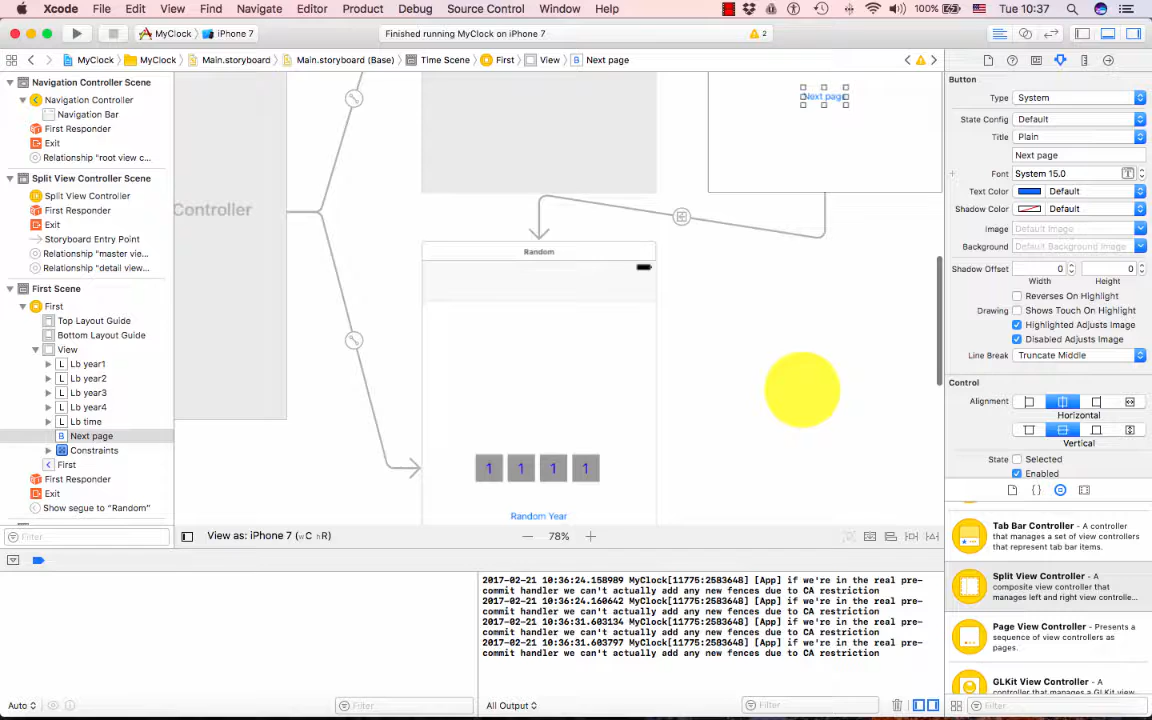 Xcode File Edit View Find Navigate Editor Product Debug Source Control Window Help 100% Tue 10:37
MyClock iPhone 7 Finished running MyClock on iPhone 7 2
MyClock MyClock Main.storyboard Main.storyboard (Base) Time Scene First View Next page
Navigation Controller Scene
Navigation Controller
Navigation Bar
First Responder
Exit
Relationship "root view c...
Split View Controller Scene
Split View Controller
First Responder
Exit
Storyboard Entry Point
Relationship "master vie...
Relationship "detail view...
First Scene
First
Top Layout Guide
Bottom Layout Guide
View
L Lb year1
L Lb year2
L Lb year3
L Lb year4
L Lb time
B Next page
Constraints
First
First Responder
Exit
Show segue to "Random"
Filter
Controller
Next page
Random
1 1 1 1
Random Year
View as: iPhone 7 (wC hR)
78%
Button
Type System
State Config Default
Title Plain
Next page
Font System 15.0
Text Color Default
Shadow Color Default
Image Default Image
Background Default Background Image
Shadow Offset 0 0
Width Height
Reverses On Highlight
Drawing Shows Touch On Highlight
Highlighted Adjusts Image
Disabled Adjusts Image
Line Break Truncate Middle
Control
Alignment
Horizontal
Vertical
State Selected
Enabled
Tab Bar Controller - A controller
that manages a set of view controllers
that represent tab bar items.
Split View Controller - A
composite view controller that
manages left and right view controlle...
Page View Controller - Presents a
sequence of view controllers as
pages.
GLKit View Controller - A
controller that manages a GLKit view
Filter
2017-02-21 10:36:24.158989 MyClock[11775:2583648] [App] if we're in the real pre-
commit handler we can't actually add any new fences due to CA restriction
2017-02-21 10:36:24.160642 MyClock[11775:2583648] [App] if we're in the real pre-
commit handler we can't actually add any new fences due to CA restriction
2017-02-21 10:36:31.603134 MyClock[11775:2583648] [App] if we're in the real pre-
commit handler we can't actually add any new fences due to CA restriction
2017-02-21 10:36:31.603797 MyClock[11775:2583648] [App] if we're in the real pre-
commit handler we can't actually add any new fences due to CA restriction
Auto
Filter
All Output
Filter